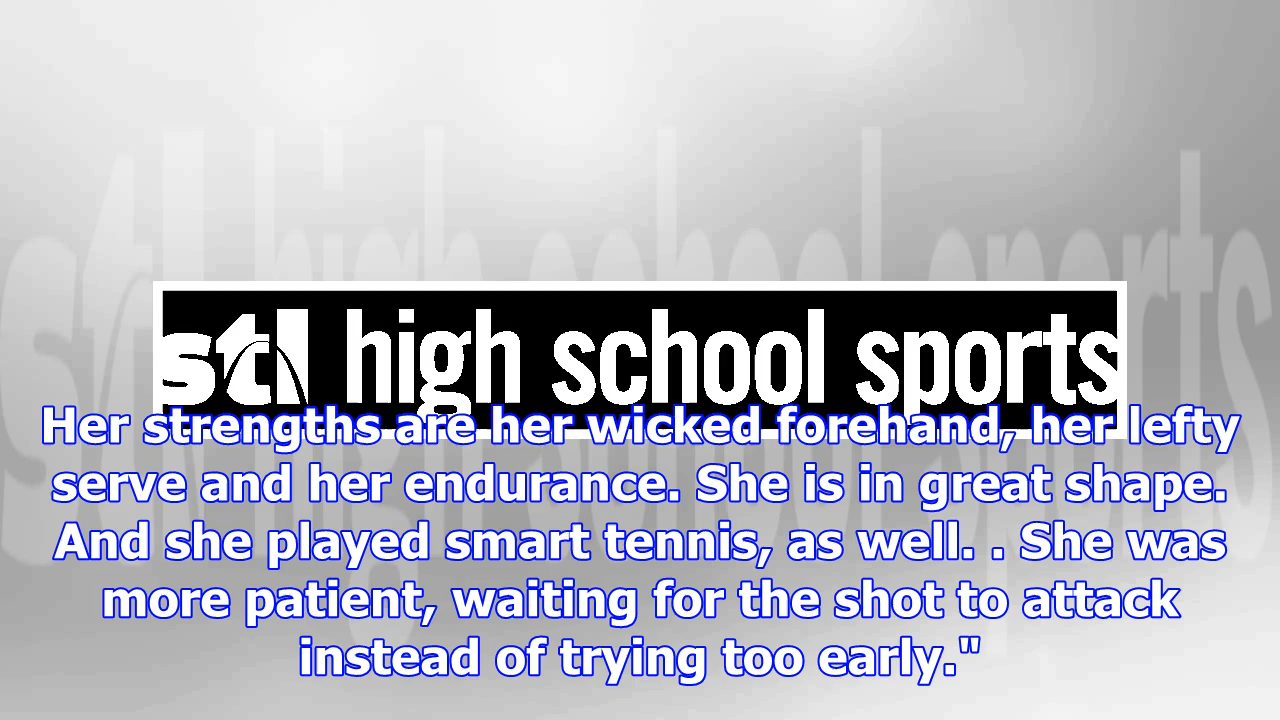 stl high school sports
Her strengths are her wicked forehand, her lefty
serve and her endurance. She is in great shape.
And she played smart tennis, as well. . She was
more patient, waiting for the shot to attack
instead of trying too early."